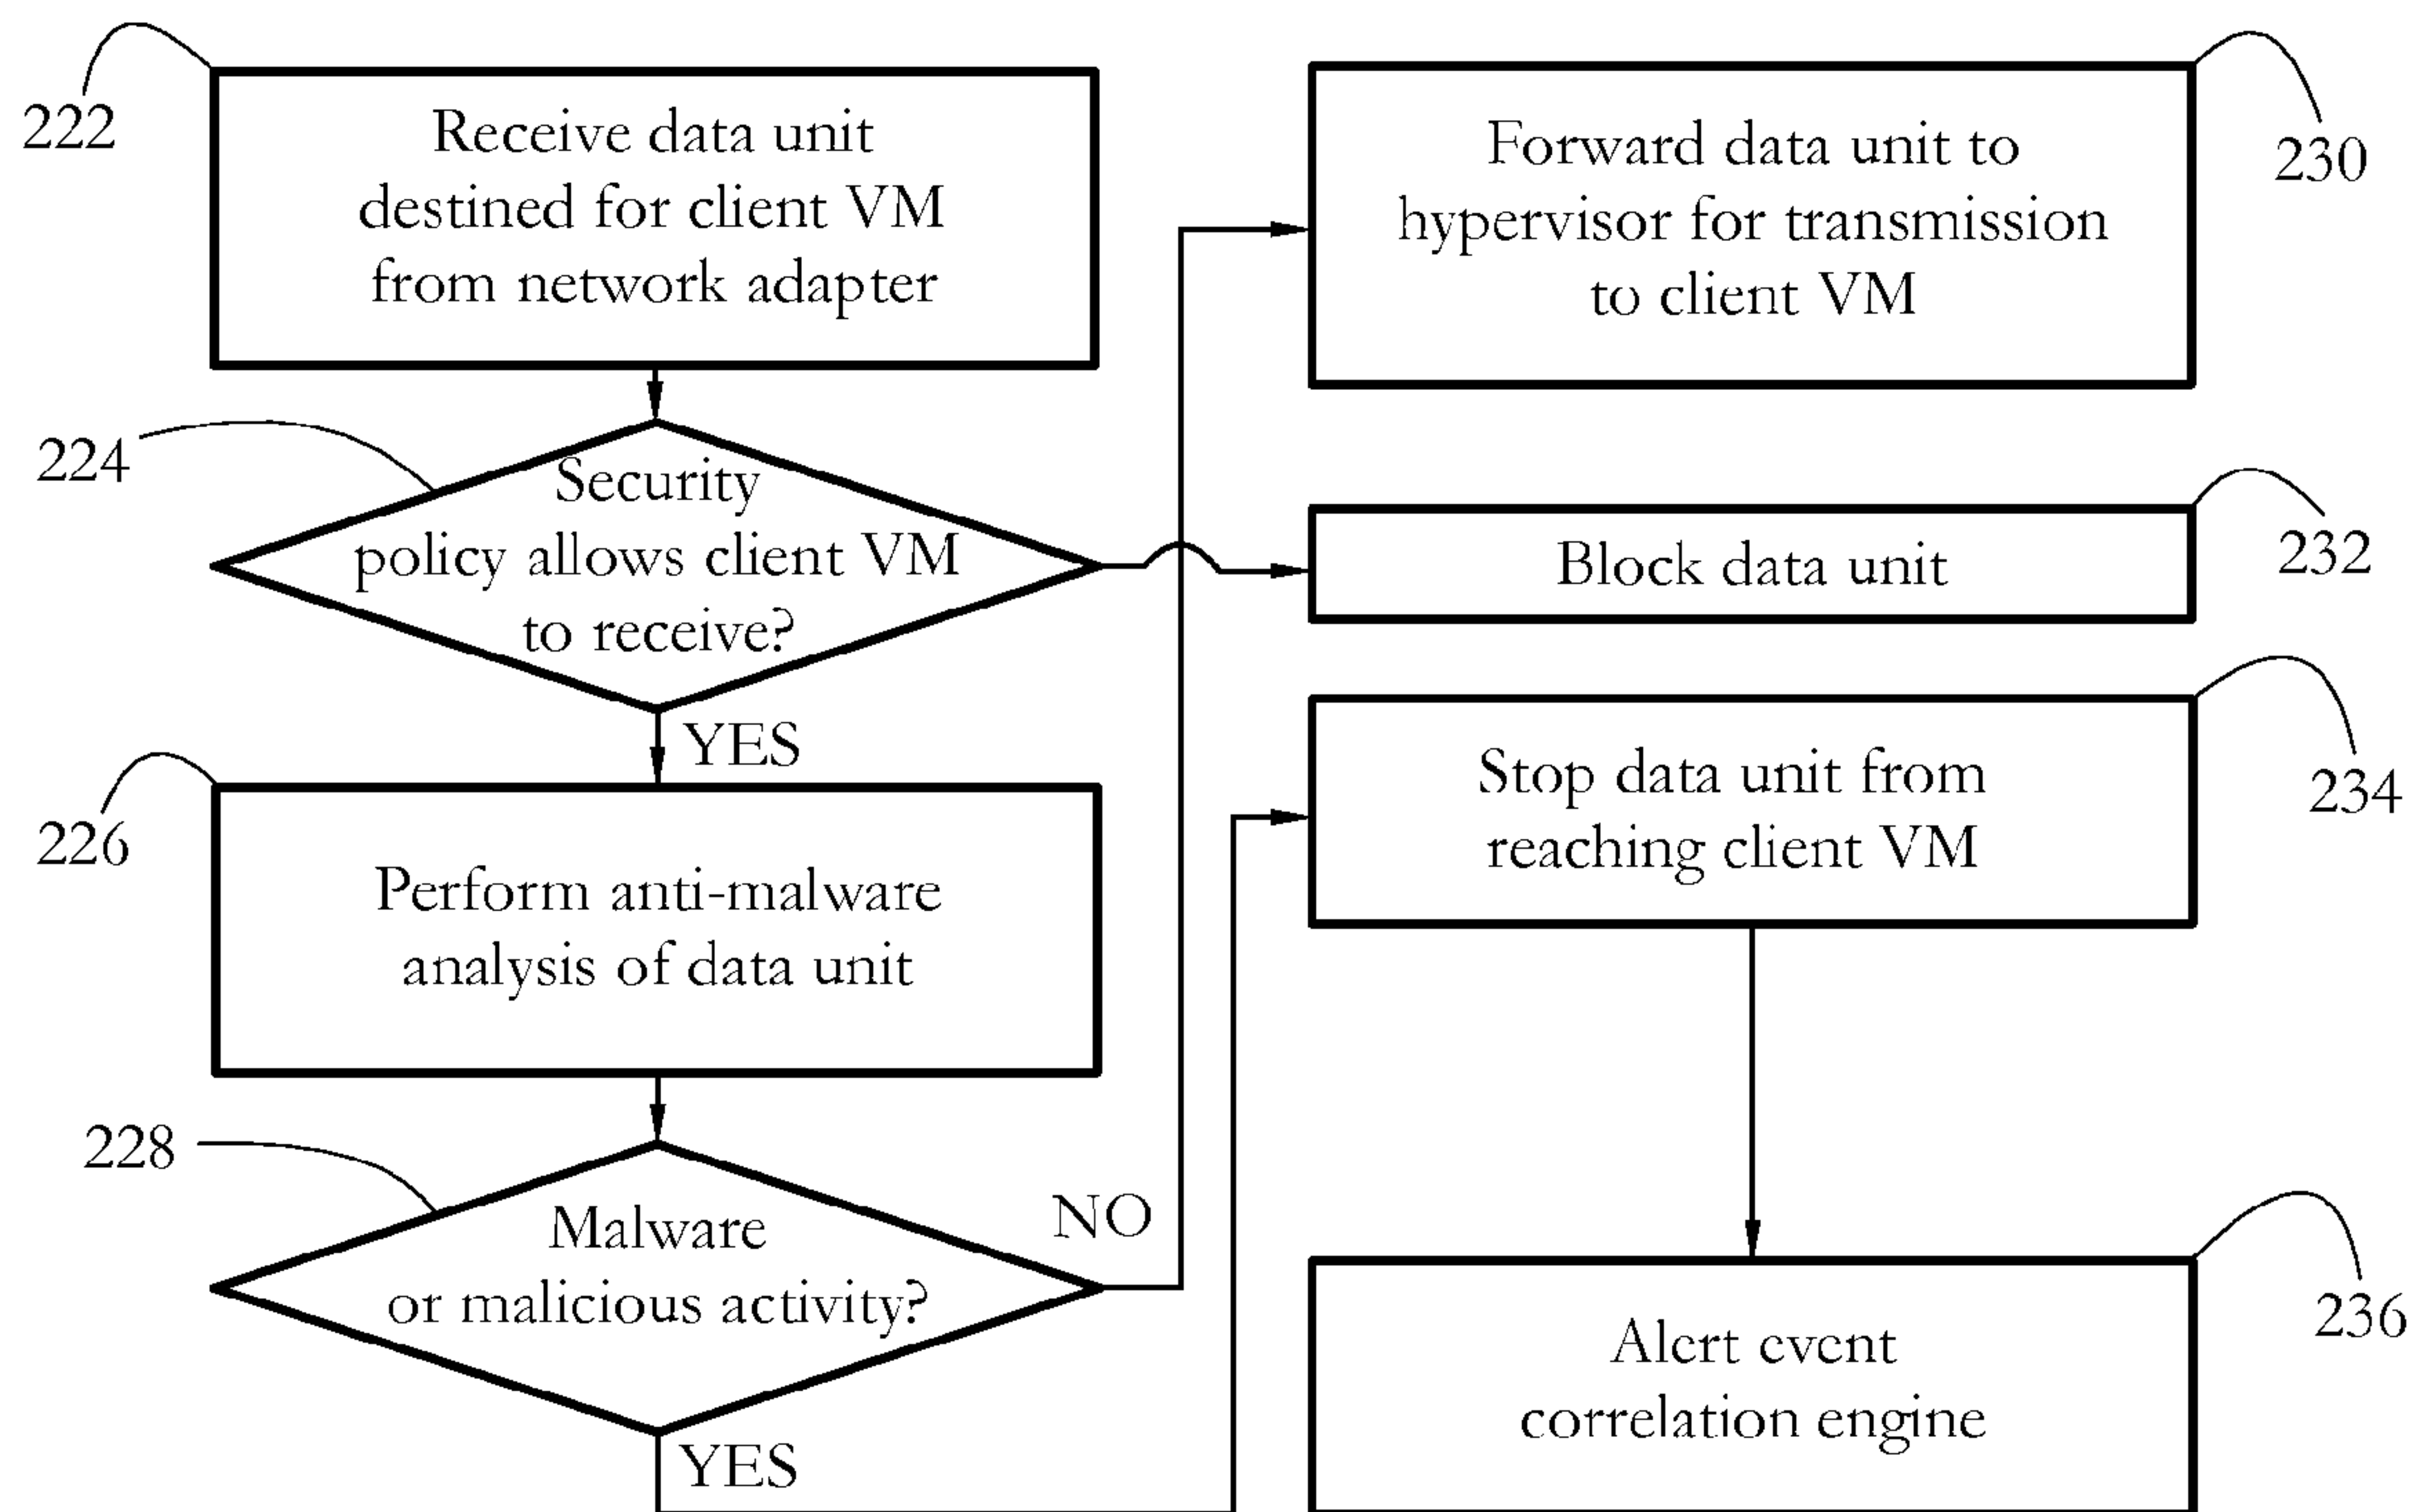 222
Receive data unit
destined for client VM
from network adapter
224
Security
policy allows client VM
to receive?
YES
226
Perform anti-malware
analysis of data unit
228
Malware
or malicious activity?
NO
YES
Forward data unit to
hypervisor for transmission
to client VM
230
Block data unit
232
Stop data unit from
reaching client VM
234
Alert event
correlation engine
236